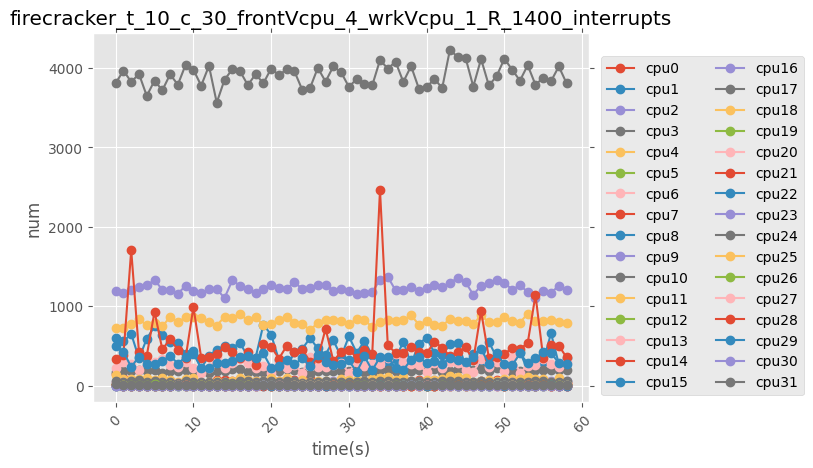 firecracker_t_10_c_30_frontVcpu_4_wrkVcpu_1_R_1400_interrupts
4000
3000
2000
1000
0
num
0 10 20 30 40 50 60
time(s)
cpu0 cpu16
cpu1 cpu17
cpu2 cpu18
cpu3 cpu19
cpu4 cpu20
cpu5 cpu21
cpu6 cpu22
cpu7 cpu23
cpu8 cpu24
cpu9 cpu25
cpu10 cpu26
cpu11 cpu27
cpu12 cpu28
cpu13 cpu29
cpu14 cpu30
cpu15 cpu31